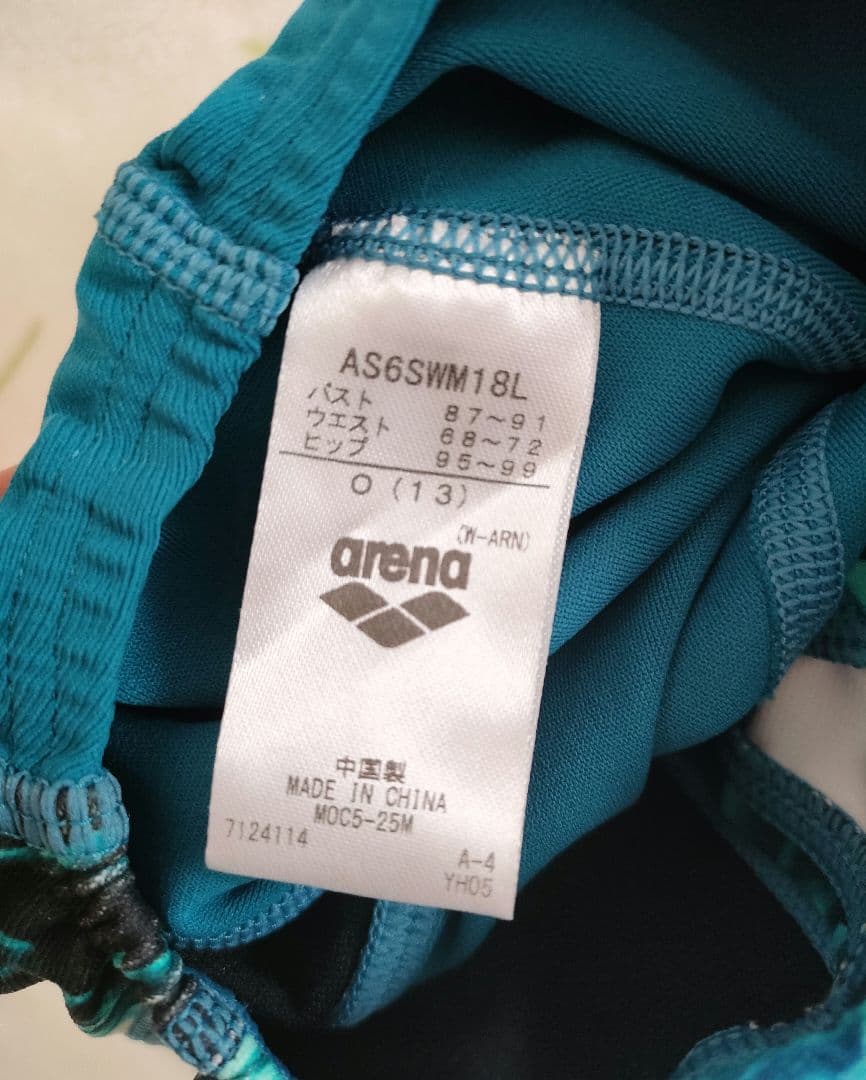 AS6SWM18L
バスト 87～91
ウエスト 68～72
ヒップ 95～99
O (13)
(W-ARN)
arena
中国製
MADE IN CHINA
MOC5-25M
7124114
A-4
YH05